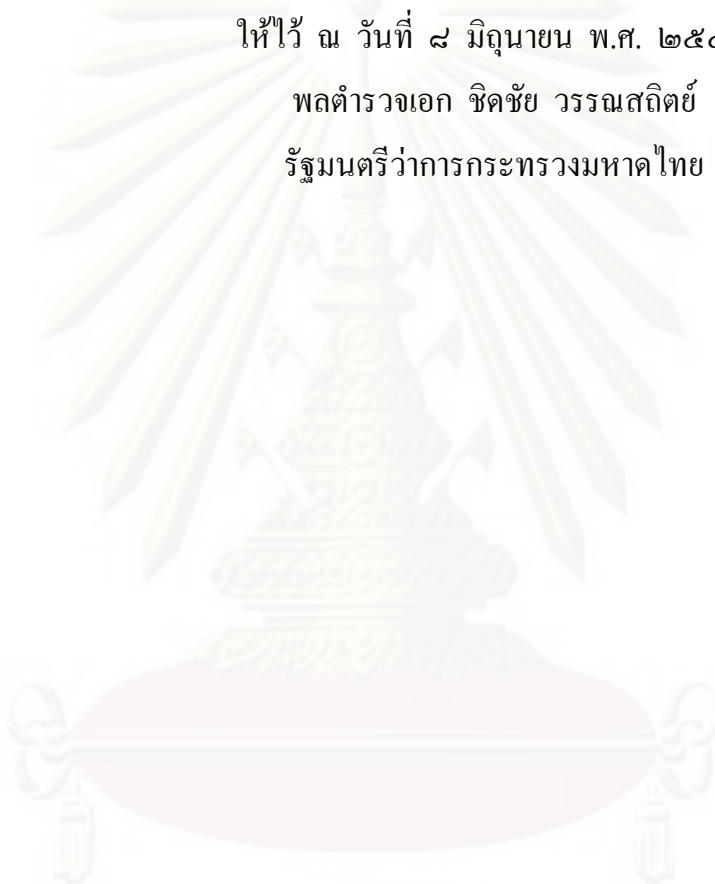 ให้ไว้ ณ วันที่ ๘ มิถุนายน พ.ศ.
พลตำรวจเอก ชิดชัย วรรณสถิตย์
รัฐมนตรีว่าการกระทรวงมหาดไทย